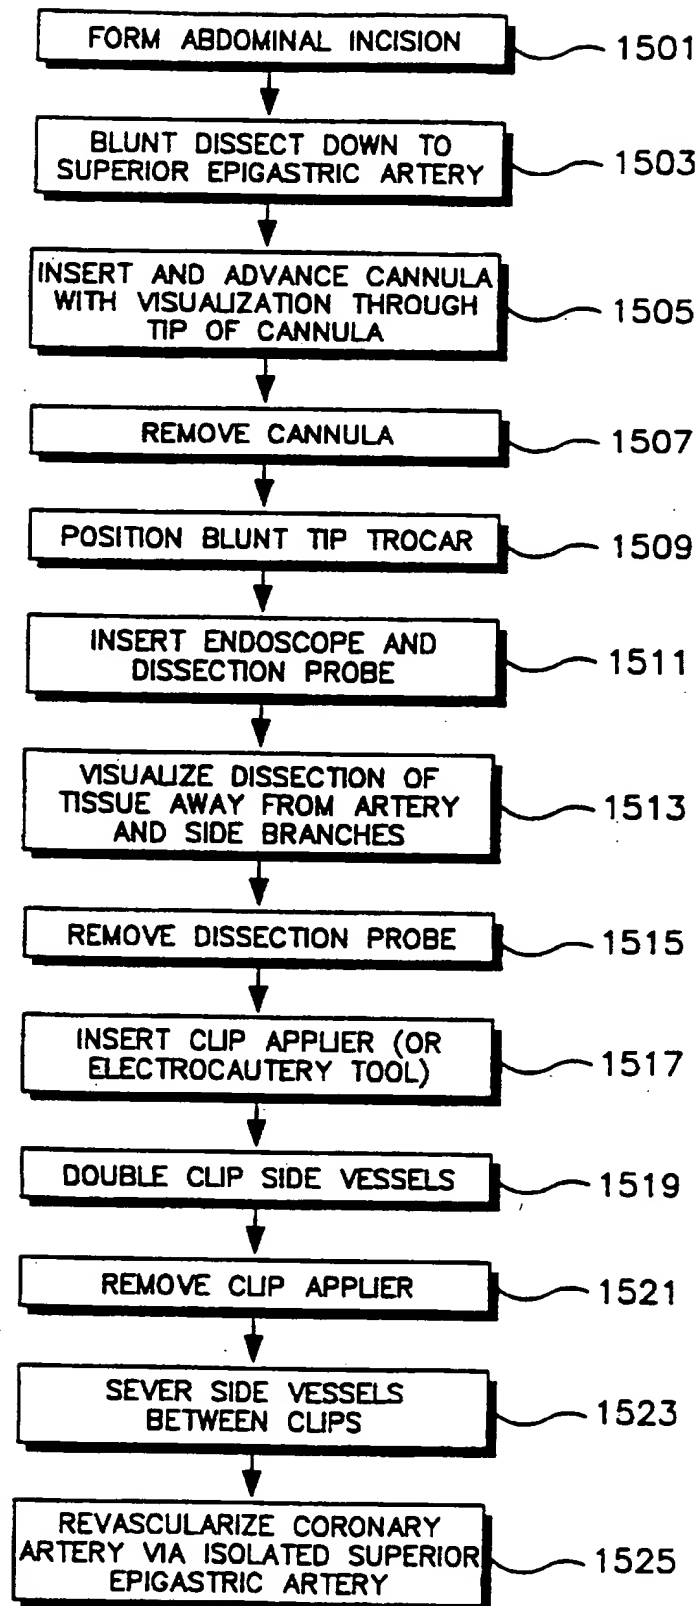 FORM ABDOMINAL INCISION
1501
BLUNT DISSECT DOWN TO
SUPERIOR EPIGASTRIC ARTERY
1503
INSERT AND ADVANCE CANNULA
WITH VISUALIZATION THROUGH
TIP OF CANNULA
1505
REMOVE CANNULA
1507
POSITION BLUNT TIP TROCAR
1509
INSERT ENDOSCOPE AND
DISSECTION PROBE
1511
VISUALIZE DISSECTION OF
TISSUE AWAY FROM ARTERY
AND SIDE BRANCHES
1513
REMOVE DISSECTION PROBE
1515
INSERT CLIP APPLIER (OR
ELECTROCAUTERY TOOL)
1517
DOUBLE CLIP SIDE VESSELS
1519
REMOVE CLIP APPLIER
1521
SEVER SIDE VESSELS
BETWEEN CLIPS
1523
REVASCULARIZE CORONARY
ARTERY VIA ISOLATED SUPERIOR
EPIGASTRIC ARTERY
1525